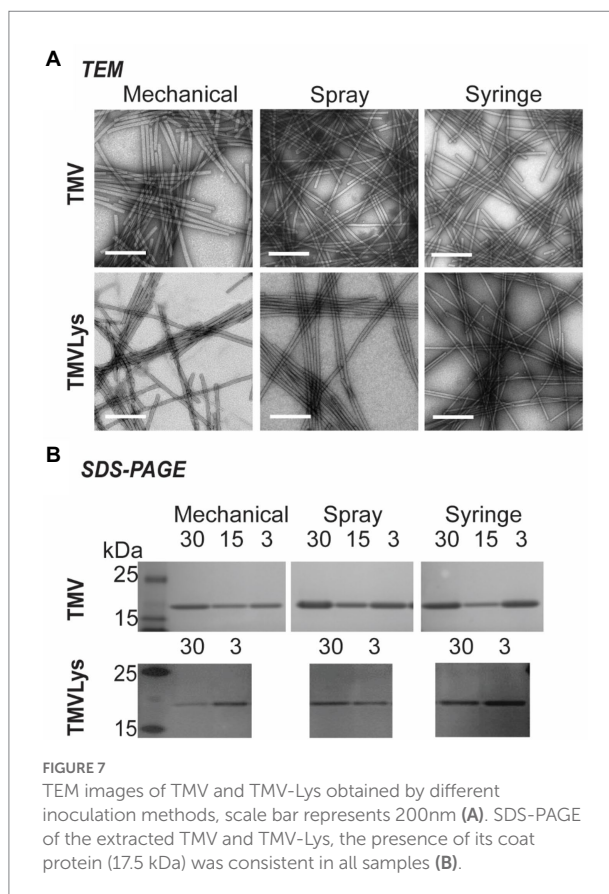 A
TEM
Mechanical Spray Syringe
TMV
TMVLys
B
SDS-PAGE
Mechanical Spray Syringe
kDa 30 15 3 30 15 3 30 15 3
25
15
TMV
30 3 30 3 30 3
25
15
TMVLys
FIGURE 7
TEM images of TMV and TMV-Lys obtained by different
inoculation methods, scale bar represents 200nm (A). SDS-PAGE
of the extracted TMV and TMV-Lys, the presence of its coat
protein (17.5 kDa) was consistent in all samples (B).